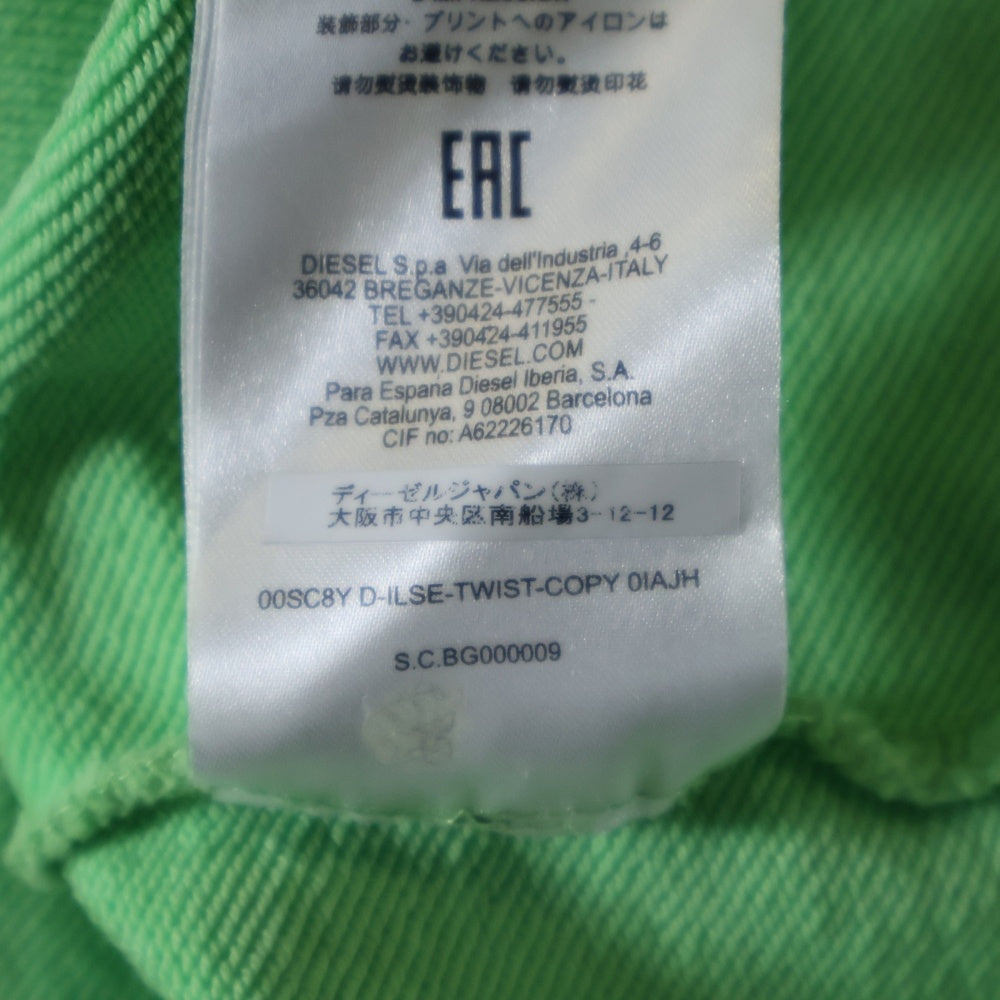 装飾部分・プリントへのアイロンは
お避けください。
请勿熨烫装饰物 请勿熨烫印花
EAC
DIESEL S.p.a Via dell'Industria ,4-6
36042 BREGANZE-VICENZA-ITALY
TEL +390424-477555 -
FAX +390424-411955
WWW.DIESEL.COM
Para Espana Diesel Iberia, S.A.
Pza Catalunya, 9 08002 Barcelona
CIF no: A62226170
ディーゼルジャパン(株)
大阪市中央区南船場3-12-12
00SC8Y D-ILSE-TWIST-COPY 0IAJH
S.C.BG000009